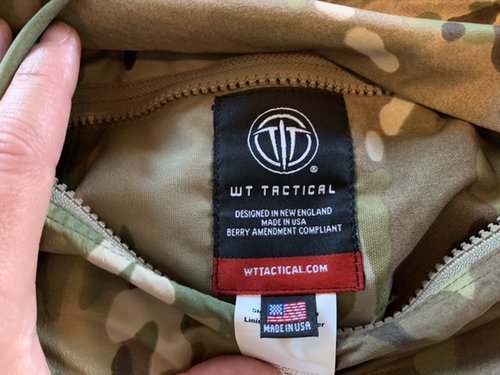 WT TACTICAL
DESIGNED IN NEW ENGLAND
MADE IN USA
BERRY AMENDMENT COMPLIANT
WTTACTICAL.COM
MADE IN USA